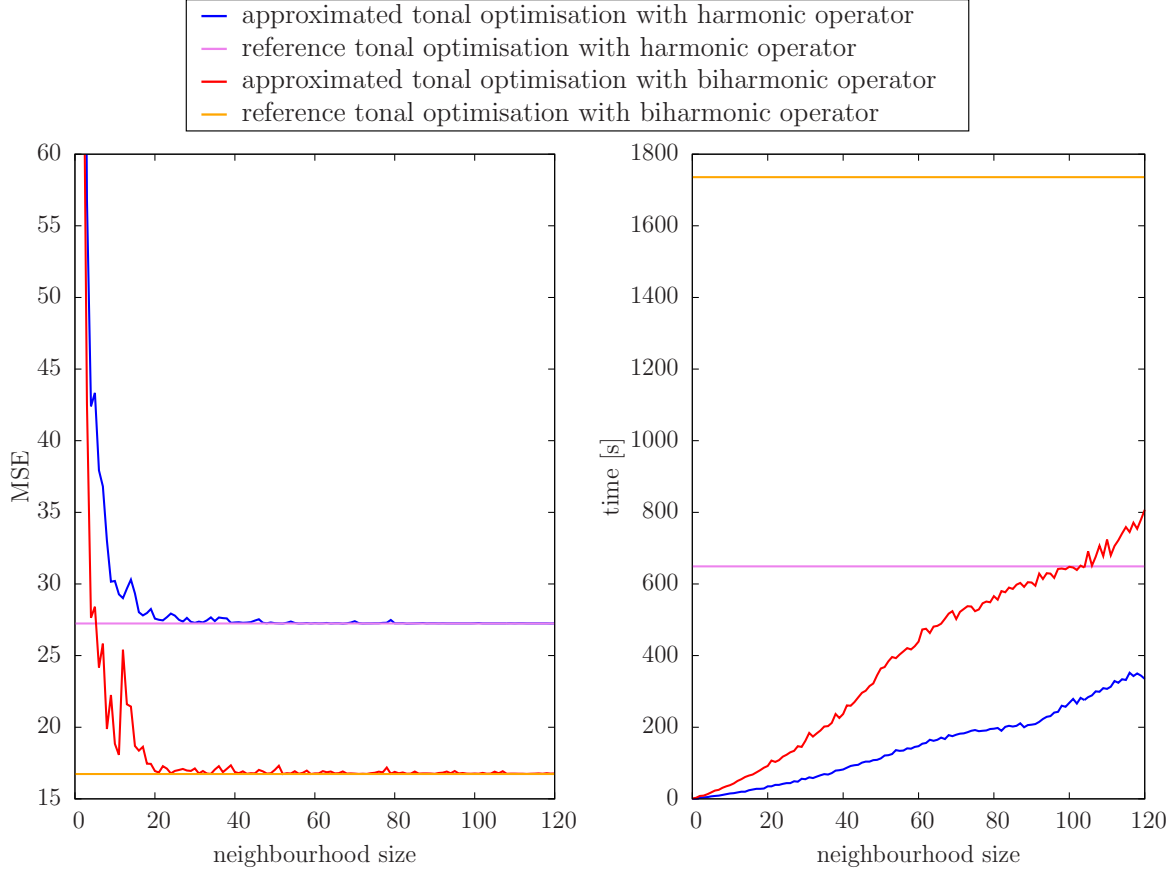 approximated tonal optimisation with harmonic operator
reference tonal optimisation with harmonic operator
approximated tonal optimisation with biharmonic operator
reference tonal optimisation with biharmonic operator
60
55
50
45
40
35
30
25
20
15
MSE
0 20 40 60 80 100 120
neighbourhood size
1800
1600
1400
1200
1000
800
600
400
200
0
time [s]
0 20 40 60 80 100 120
neighbourhood size